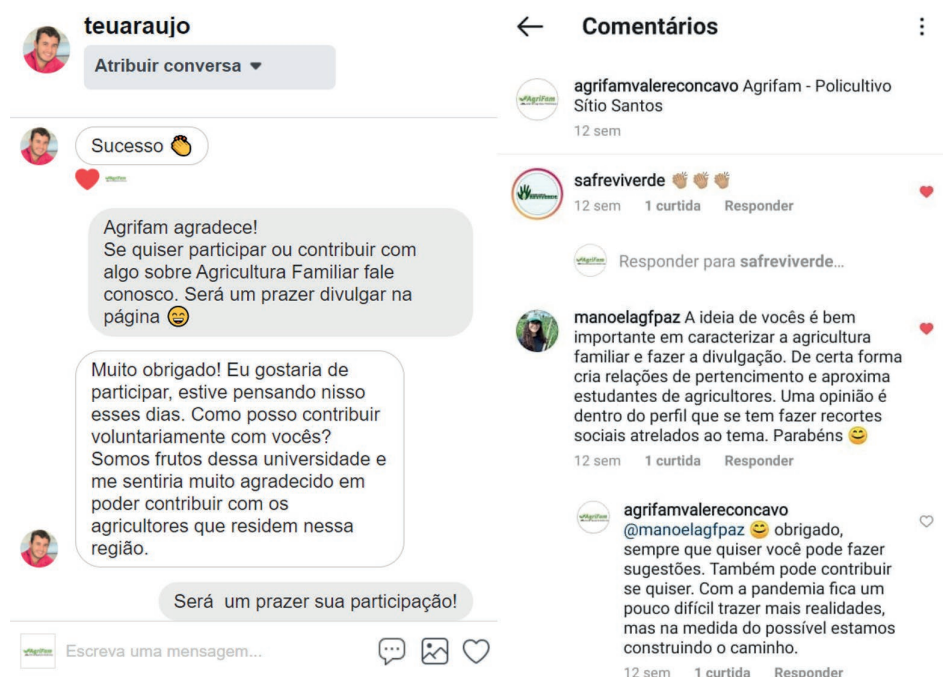 teuaraujo
Atribuir conversa
Sucesso 👏
Agrifam agradece!
Se quiser participar ou contribuir com
algo sobre Agricultura Familiar fale
conosco. Será um prazer divulgar na
página 😄
Muito obrigado! Eu gostaria de
participar, estive pensando nisso
esses dias. Como posso contribuir
voluntariamente com vocês?
Somos frutos dessa universidade e
me sentiria muito agradecido em
poder contribuir com os
agricultores que residem nessa
região.
Será um prazer sua participação!
Escreva uma mensagem...
Comentários
agrifamvalereconcavo Agrifam - Policultivo
Sítio Santos
12 sem
safreviverde 👏🏽👏🏽👏🏽
12 sem 1 curtida Responder
Responder para safreviverde...
manoelagfpaz A ideia de vocês é bem
importante em caracterizar a agricultura
familiar e fazer a divulgação. De certa forma
cria relações de pertencimento e aproxima
estudantes de agricultores. Uma opinião é
dentro do perfil que se tem fazer recortes
sociais atrelados ao tema. Parabéns 😊
12 sem 1 curtida Responder
agrifamvalereconcavo
@manoelagfpaz 😊 obrigado,
sempre que quiser você pode fazer
sugestões. Também pode contribuir
se quiser. Com a pandemia fica um
pouco difícil trazer mais realidades,
mas na medida do possível estamos
construindo o caminho.
12 sem 1 curtida Responder